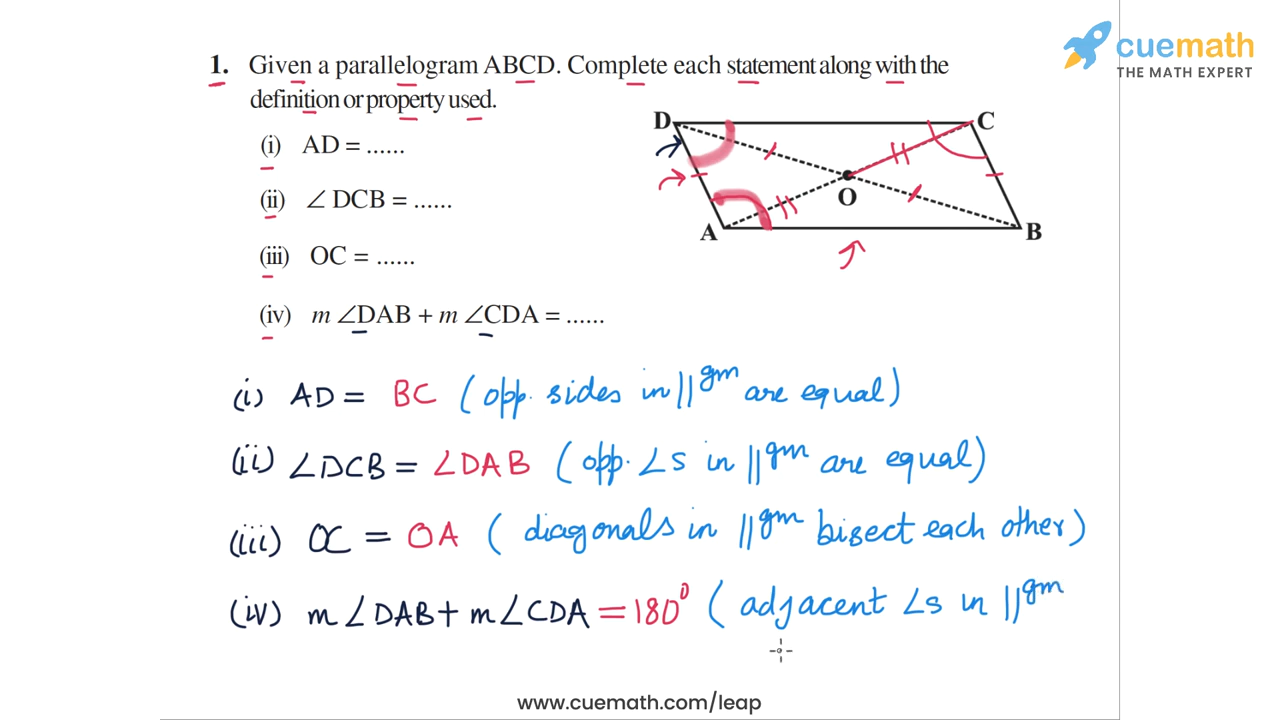 cuemath
THE MATH EXPERT
1. Given a parallelogram ABCD. Complete each statement along with the
definition or property used.
(i) AD = ......
(ii) ∠ DCB = ......
(iii) OC = ......
(iv) m ∠DAB + m ∠CDA = ......
D
C
O
A
B
(i) AD = BC (opp. sides in ||gm are equal)
(ii) ∠DCB = ∠DAB (opp. ∠s in ||gm are equal)
(iii) OC = OA (diagonals in ||gm bisect each other)
(iv) m ∠DAB + m ∠CDA = 180° (adjacent ∠s in ||gm
www.cuemath.com/leap